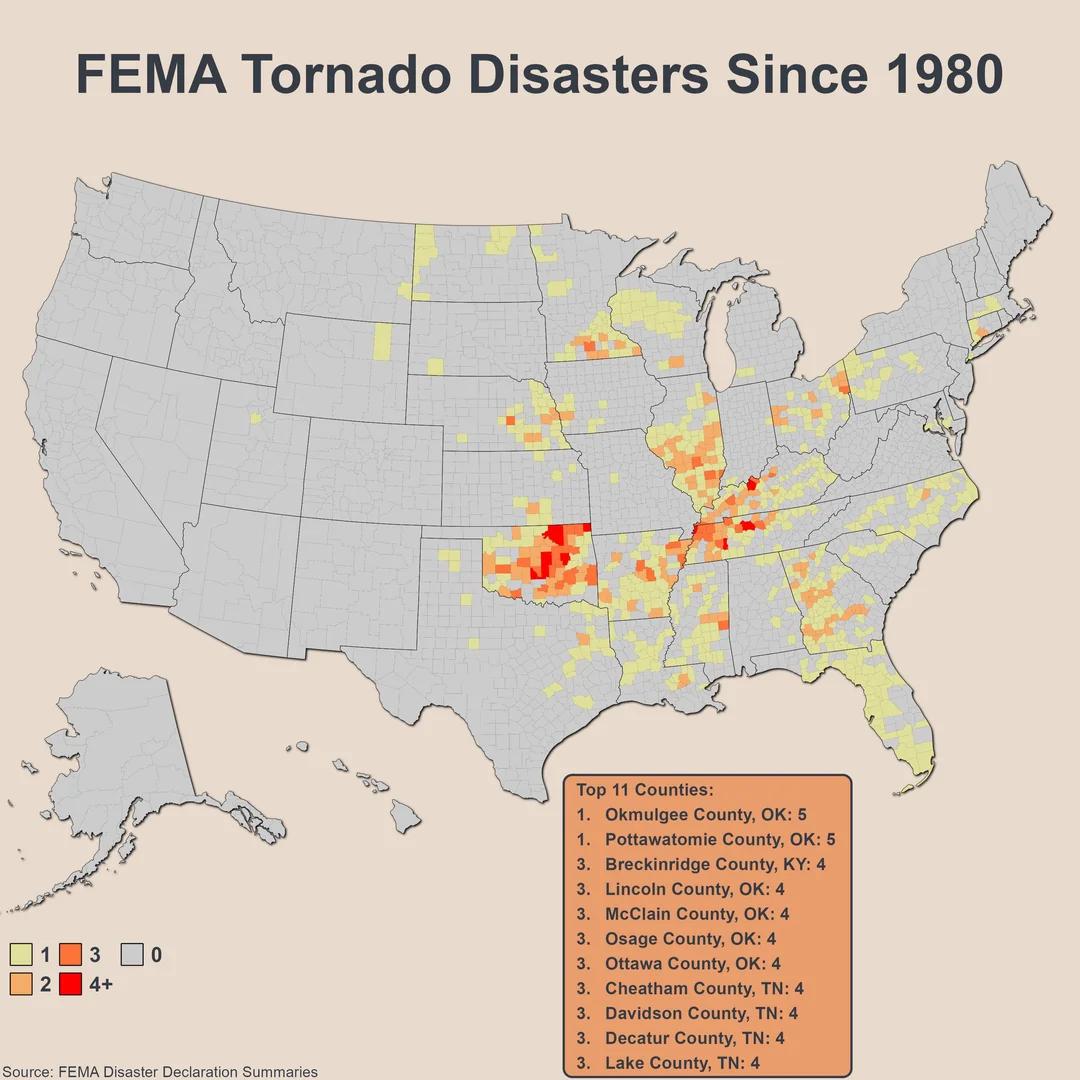 FEMA Tornado Disasters Since 1980
Top 11 Counties:
1. Okmulgee County, OK: 5
1. Pottawatomie County, OK: 5
3. Breckinridge County, KY: 4
3. Lincoln County, OK: 4
3. McClain County, OK: 4
3. Osage County, OK: 4
3. Ottawa County, OK: 4
3. Cheatham County, TN: 4
3. Davidson County, TN: 4
3. Decatur County, TN: 4
3. Lake County, TN: 4
1 3 0
2 4+
Source: FEMA Disaster Declaration Summaries